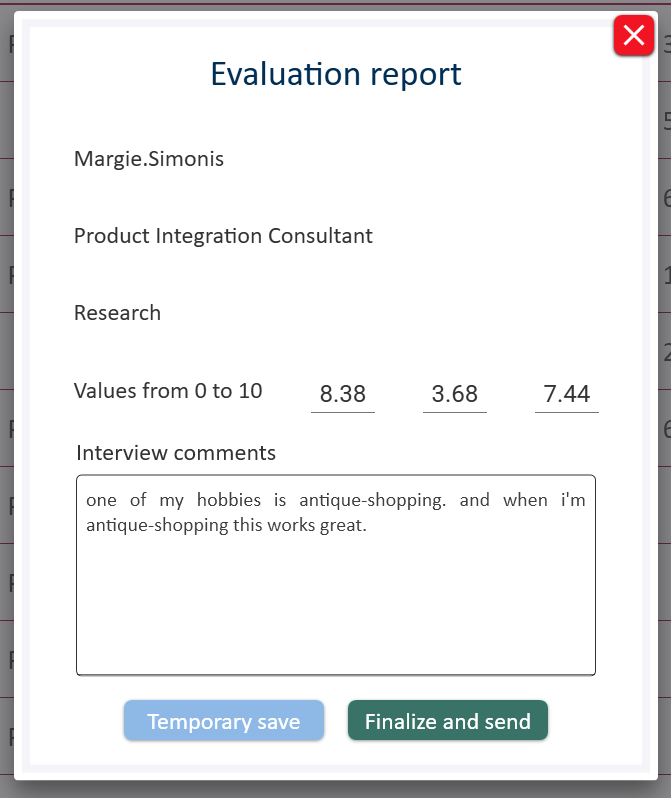 Evaluation report
Margie.Simonis
Product Integration Consultant
Research
Values from 0 to 10 8.38 3.68 7.44
Interview comments
one of my hobbies is antique-shopping. and when i'm
antique-shopping this works great.
Temporary save Finalize and send